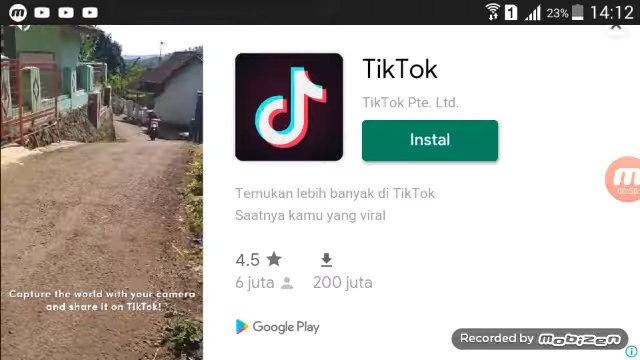 1
23%
14:12
TikTok
TikTok Pte. Ltd.
Instal
Temukan lebih banyak di TikTok
Saatnya kamu yang viral
4.5
6 juta
200 juta
Google Play
Capture the world with your camera
and share it on TikTok!
00:58
Recorded by
mobizen